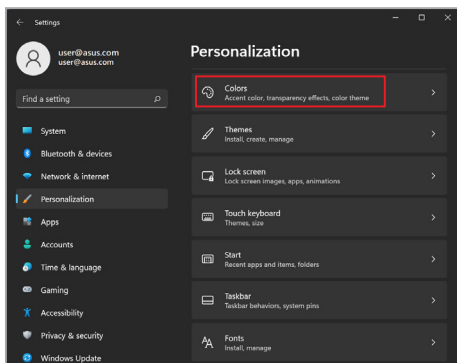 Settings
user@asus.com
user@asus.com
Find a setting
System
Bluetooth & devices
Network & internet
Personalization
Apps
Accounts
Time & language
Gaming
Accessibility
Privacy & security
Windows Update
Personalization
Colors
Accent color, transparency effects, color theme
Themes
Install, create, manage
Lock screen
Lock screen images, apps, animations
Touch keyboard
Themes, size
Start
Recent apps and items, folders
Taskbar
Taskbar behaviors, system pins
Fonts
Install, manage